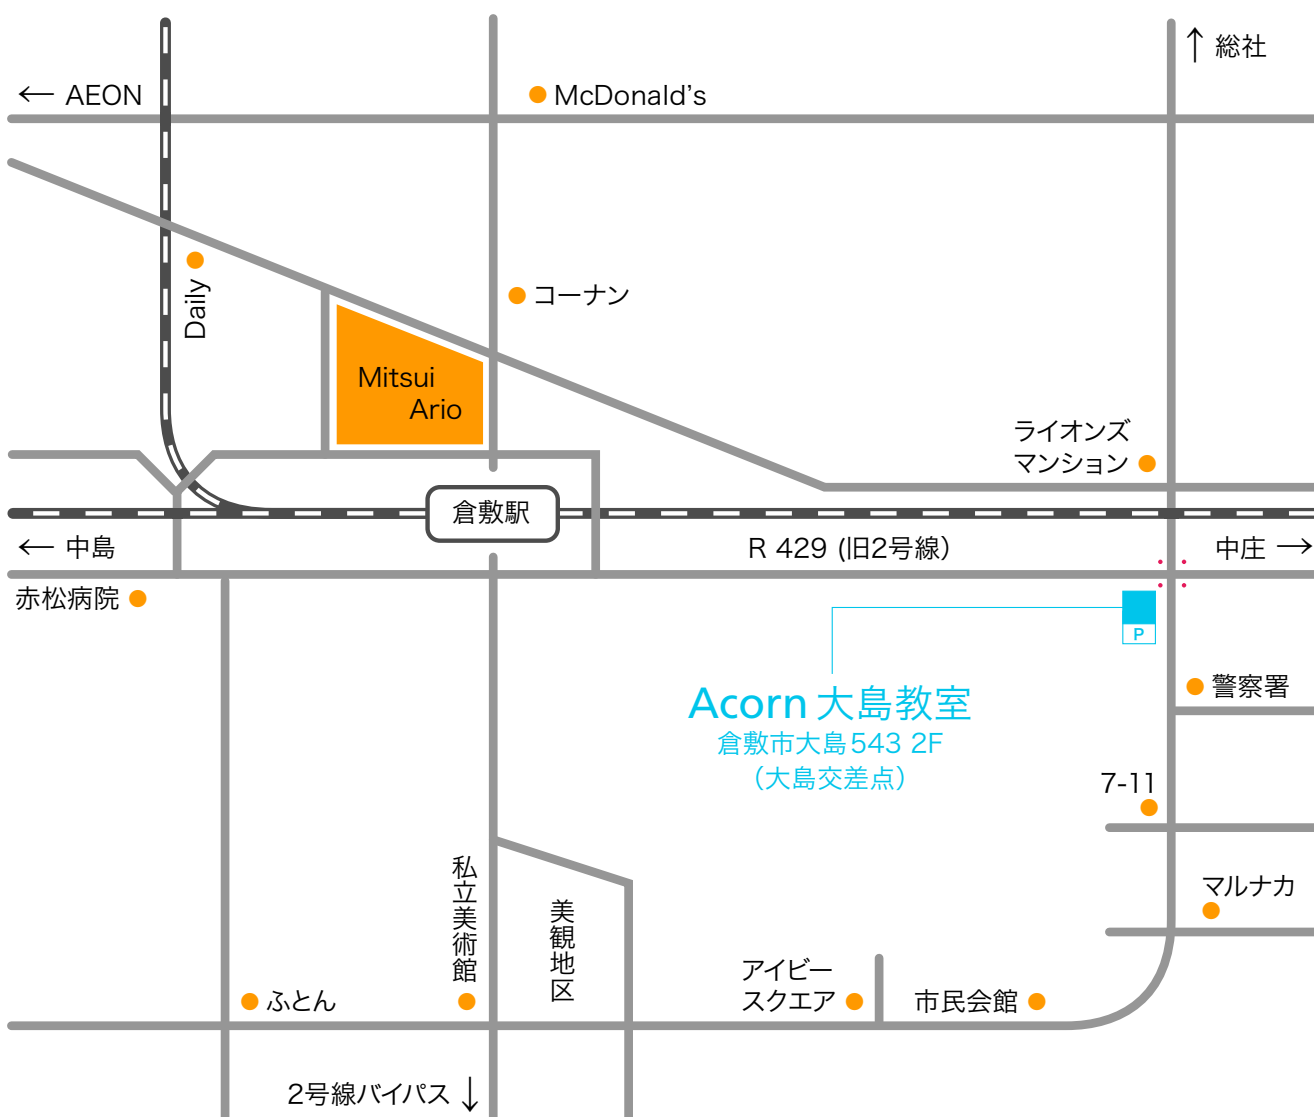 ↑ 総社
← AEON
McDonald's
Daily
コーナン
Mitsui
Ario
ライオンズ
マンション
倉敷駅
← 中島
R 429 (旧2号線）
中庄 →
赤松病院
P
Acorn 大島教室
倉敷市大島543 2F
（大島交差点）
警察署
7-11
マルナカ
私立美術館
美観地区
アイビー
スクエア
市民会館
ふとん
2号線バイパス ↓